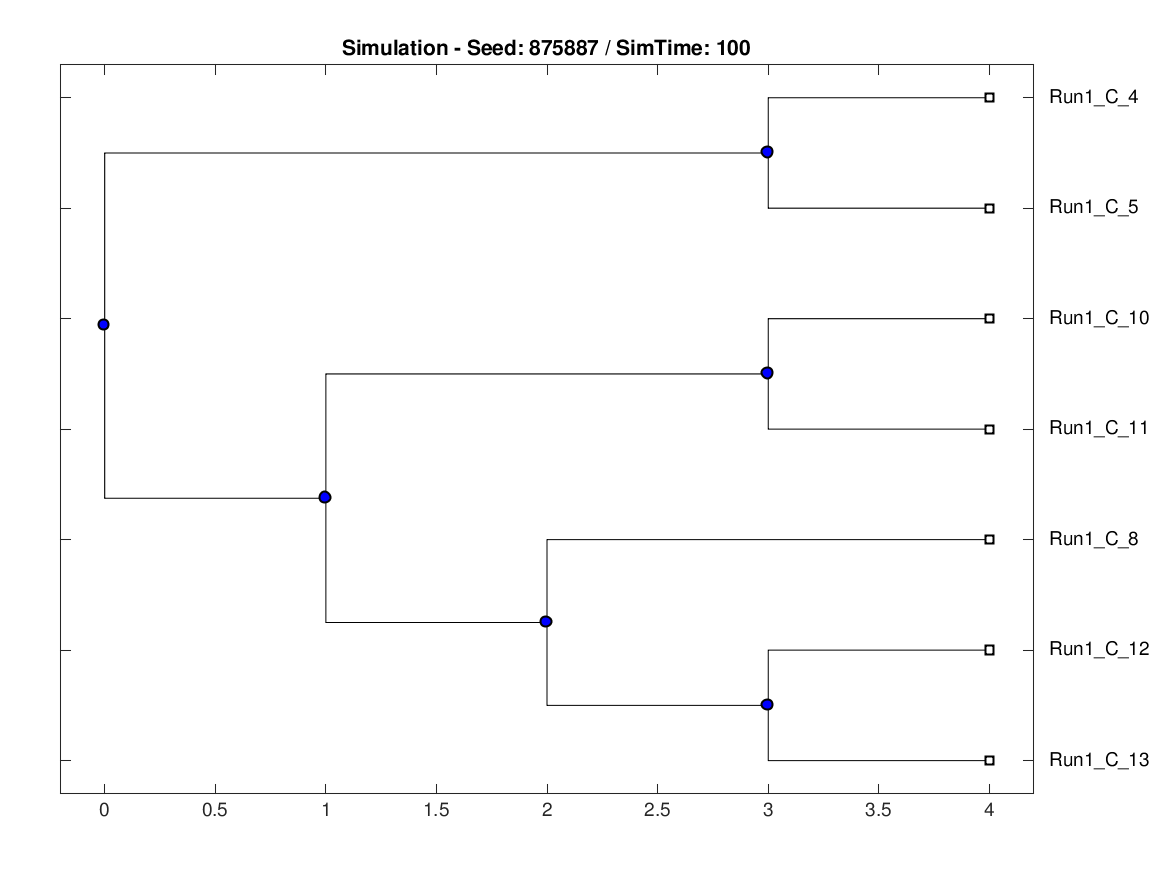 Simulation - Seed: 875887 / SimTime: 100
Run1_C_4
Run1_C_5
Run1_C_10
Run1_C_11
Run1_C_8
Run1_C_12
Run1_C_13
0 0.5 1 1.5 2 2.5 3 3.5 4